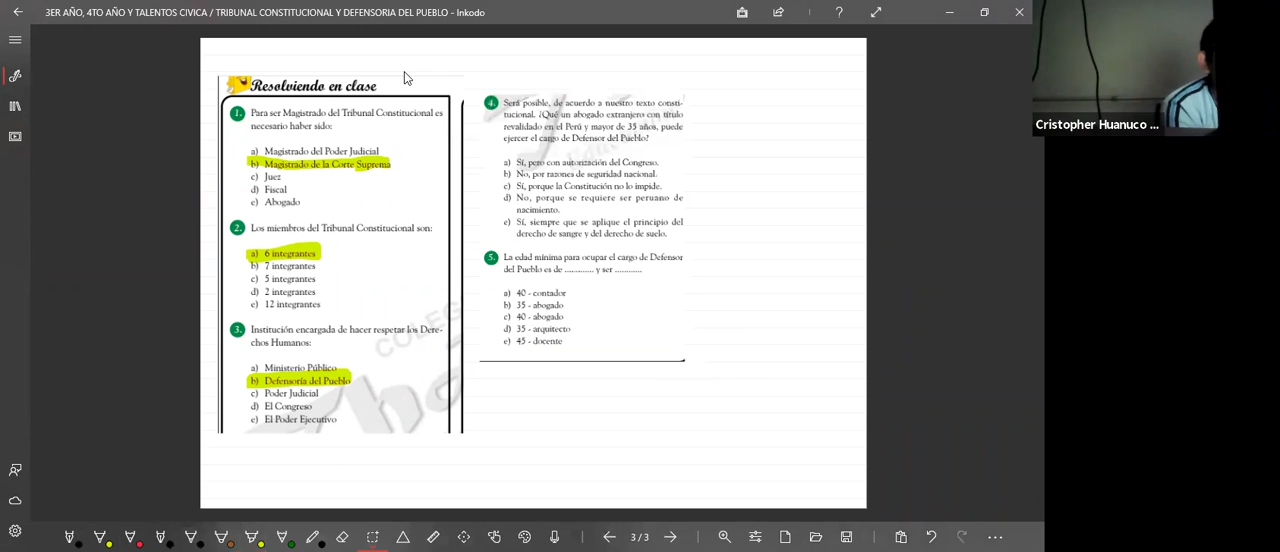 3ER AÑO, 4TO AÑO Y TALENTOS CIVICA / TRIBUNAL CONSTITUCIONAL Y DEFENSORIA DEL PUEBLO - Inkodo
Cristopher Huanuco ...
Resolviendo en clase
1. Para ser Magistrado del Tribunal Constitucional es
necesario haber sido:
a) Magistrado del Poder Judicial
b) Magistrado de la Corte Suprema
c) Juez
d) Fiscal
e) Abogado
2. Los miembros del Tribunal Constitucional son:
a) 6 integrantes
b) 7 integrantes
c) 5 integrantes
d) 2 integrantes
e) 12 integrantes
3. Institución encargada de hacer respetar los Dere-
chos Humanos:
a) Ministerio Público
b) Defensoría del Pueblo
c) Poder Judicial
d) El Congreso
e) El Poder Ejecutivo
4. Será posible, de acuerdo a nuestro texto consti-
tucional. ¿Qué un abogado extranjero con título
revalidado en el Perú y mayor de 35 años, puede
ejercer el cargo de Defensor del Pueblo?
a) Sí, pero con autorización del Congreso.
b) No, por razones de seguridad nacional.
c) Sí, porque la Constitución no lo impide.
d) No, porque se requiere ser peruano de
nacimiento.
e) Sí, siempre que se aplique el principio del
derecho de sangre y del derecho de suelo.
5. La edad mínima para ocupar el cargo de Defensor
del Pueblo es de ............. y ser ............
a) 40 - contador
b) 35 - abogado
c) 40 - abogado
d) 35 - arquitecto
e) 45 - docente
COLEG
3 / 3